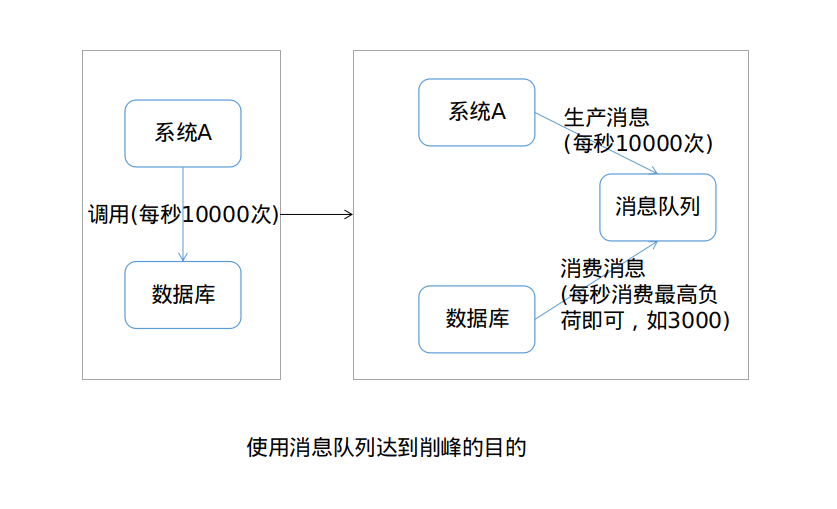 系统A
调用(每秒10000次)
数据库
系统A
生产消息
(每秒10000次)
消息队列
消费消息
(每秒消费最高负
荷即可，如3000)
数据库
使用消息队列达到削峰的目的